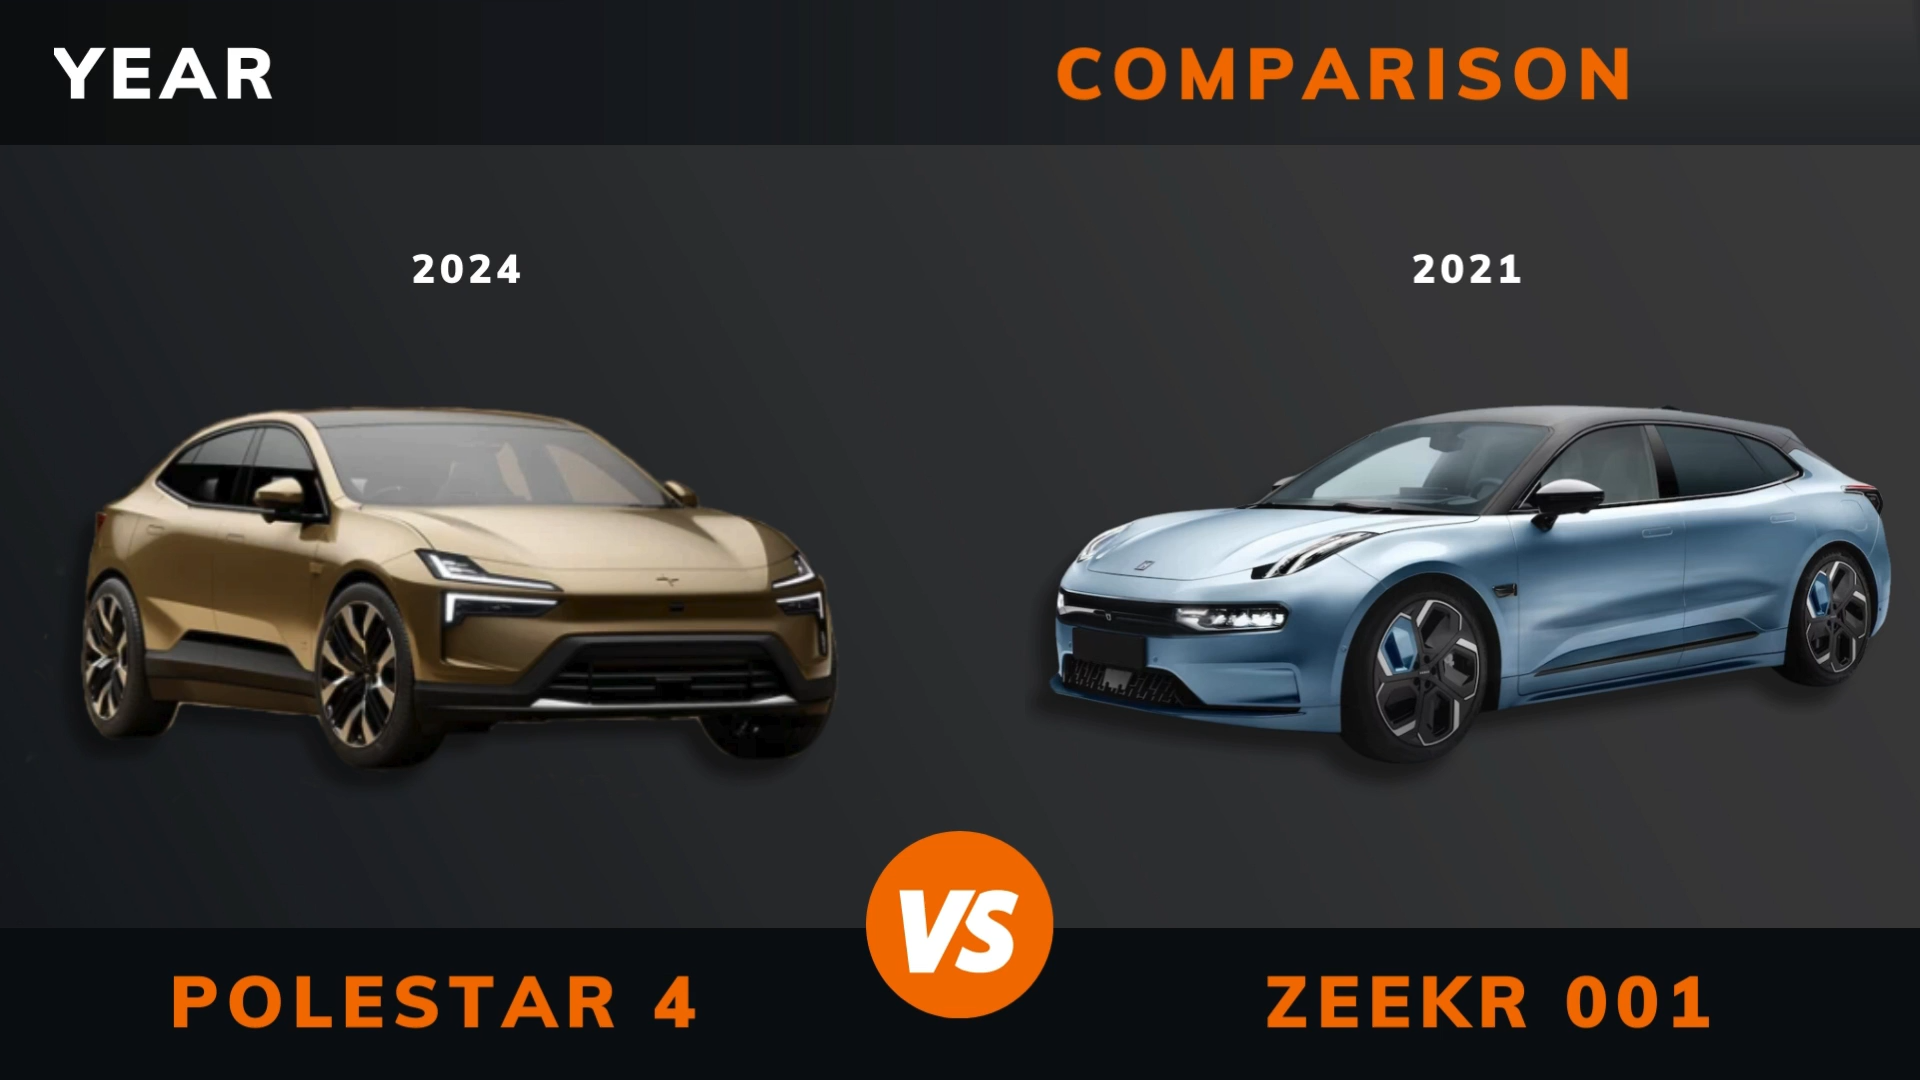 YEAR
COMPARISON
2024
2021
VS
POLESTAR 4
ZEEKR 001